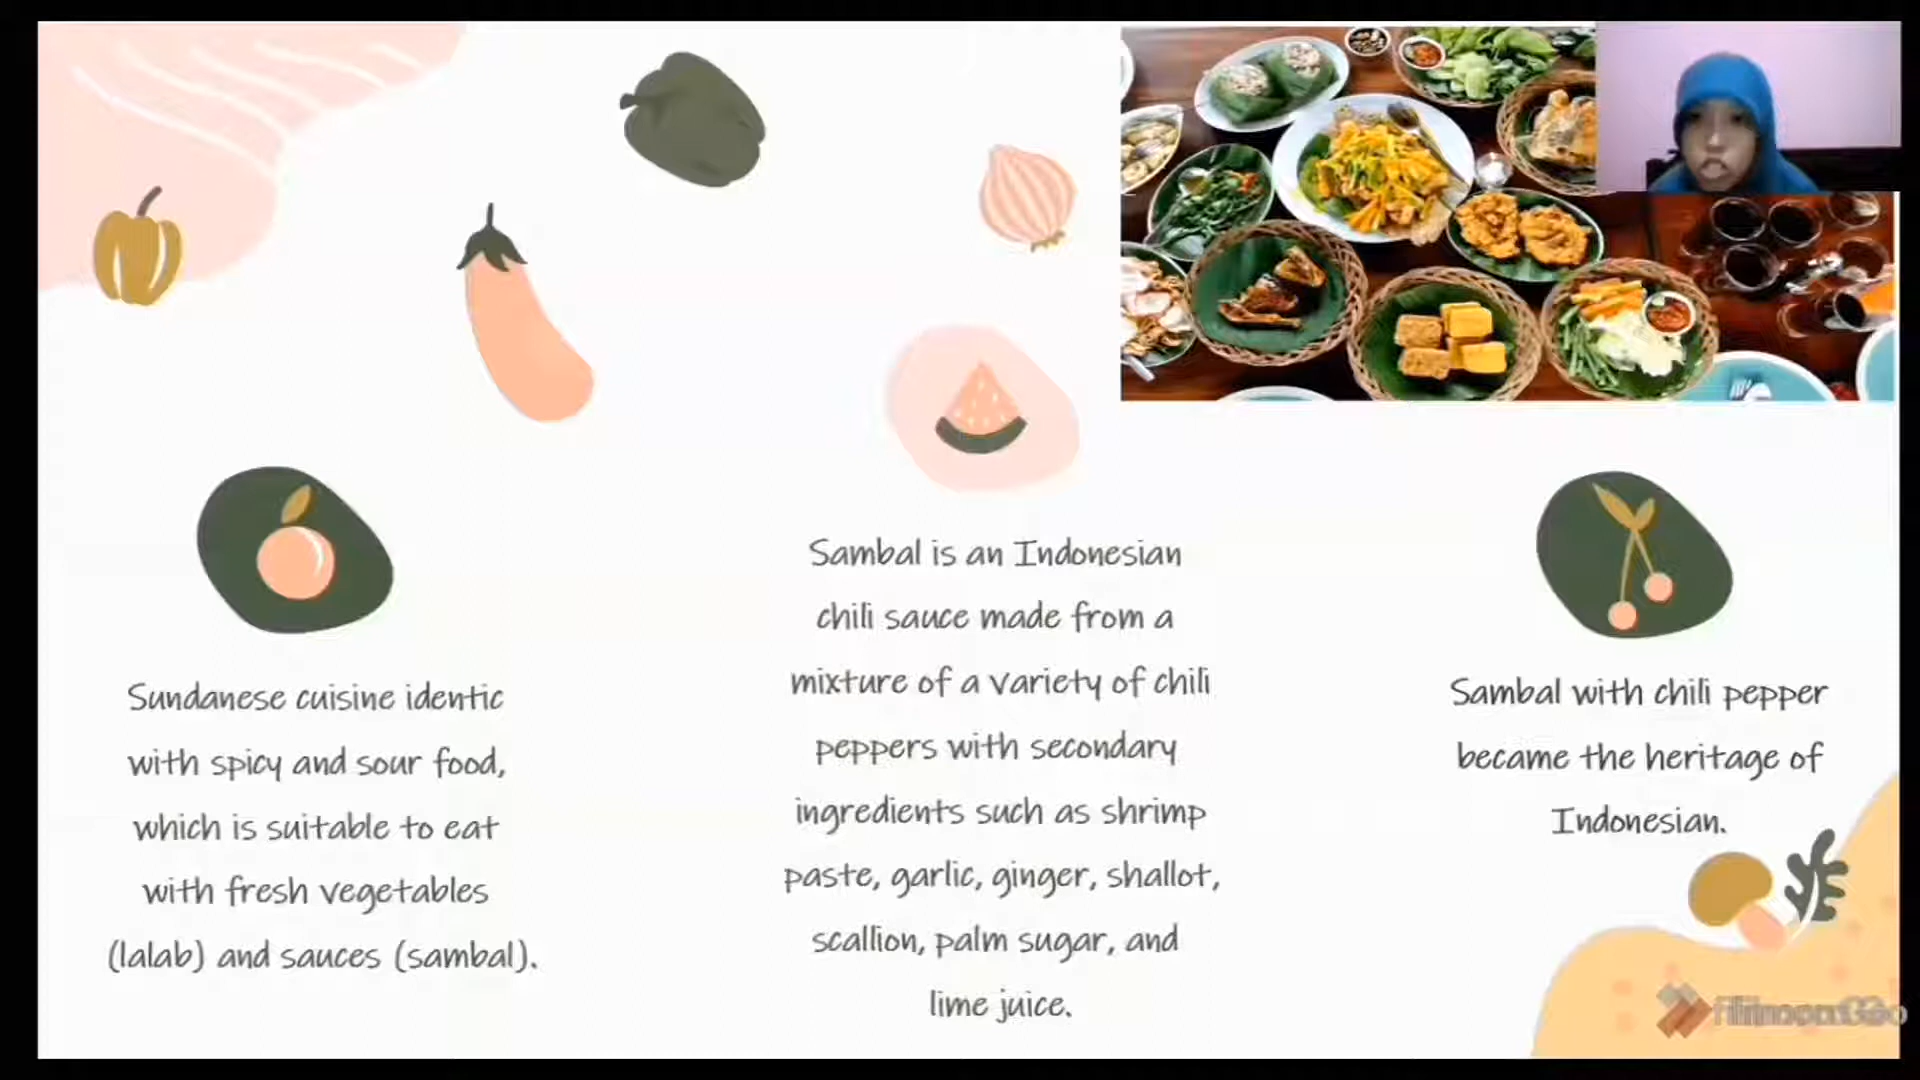 Sundanese cuisine identic
with spicy and sour food,
which is suitable to eat
with fresh vegetables
(lalab) and sauces (sambal).
Sambal is an Indonesian
chili sauce made from a
mixture of a variety of chili
peppers with secondary
ingredients such as shrimp
paste, garlic, ginger, shallot,
scallion, palm sugar, and
lime juice.
Sambal with chili pepper
became the heritage of
Indonesian.